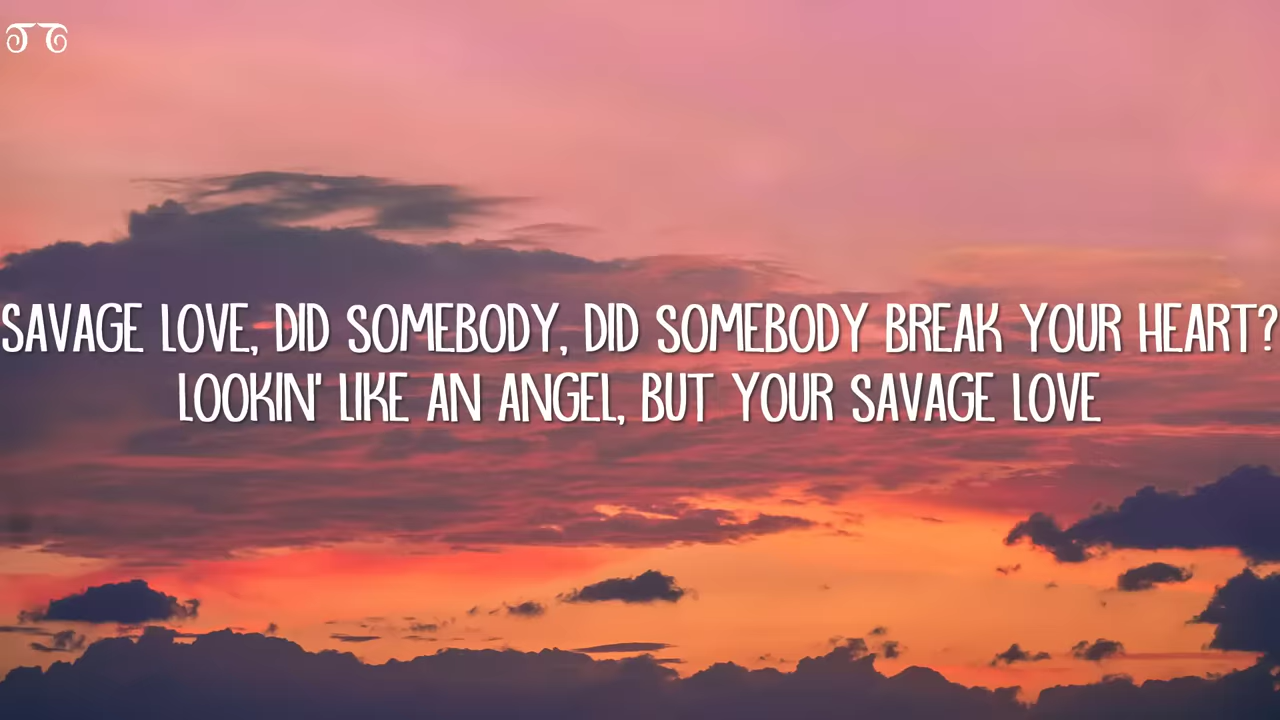 SAVAGE LOVE, DID SOMEBODY, DID SOMEBODY BREAK YOUR HEART?
LOOKIN' LIKE AN ANGEL, BUT YOUR SAVAGE LOVE